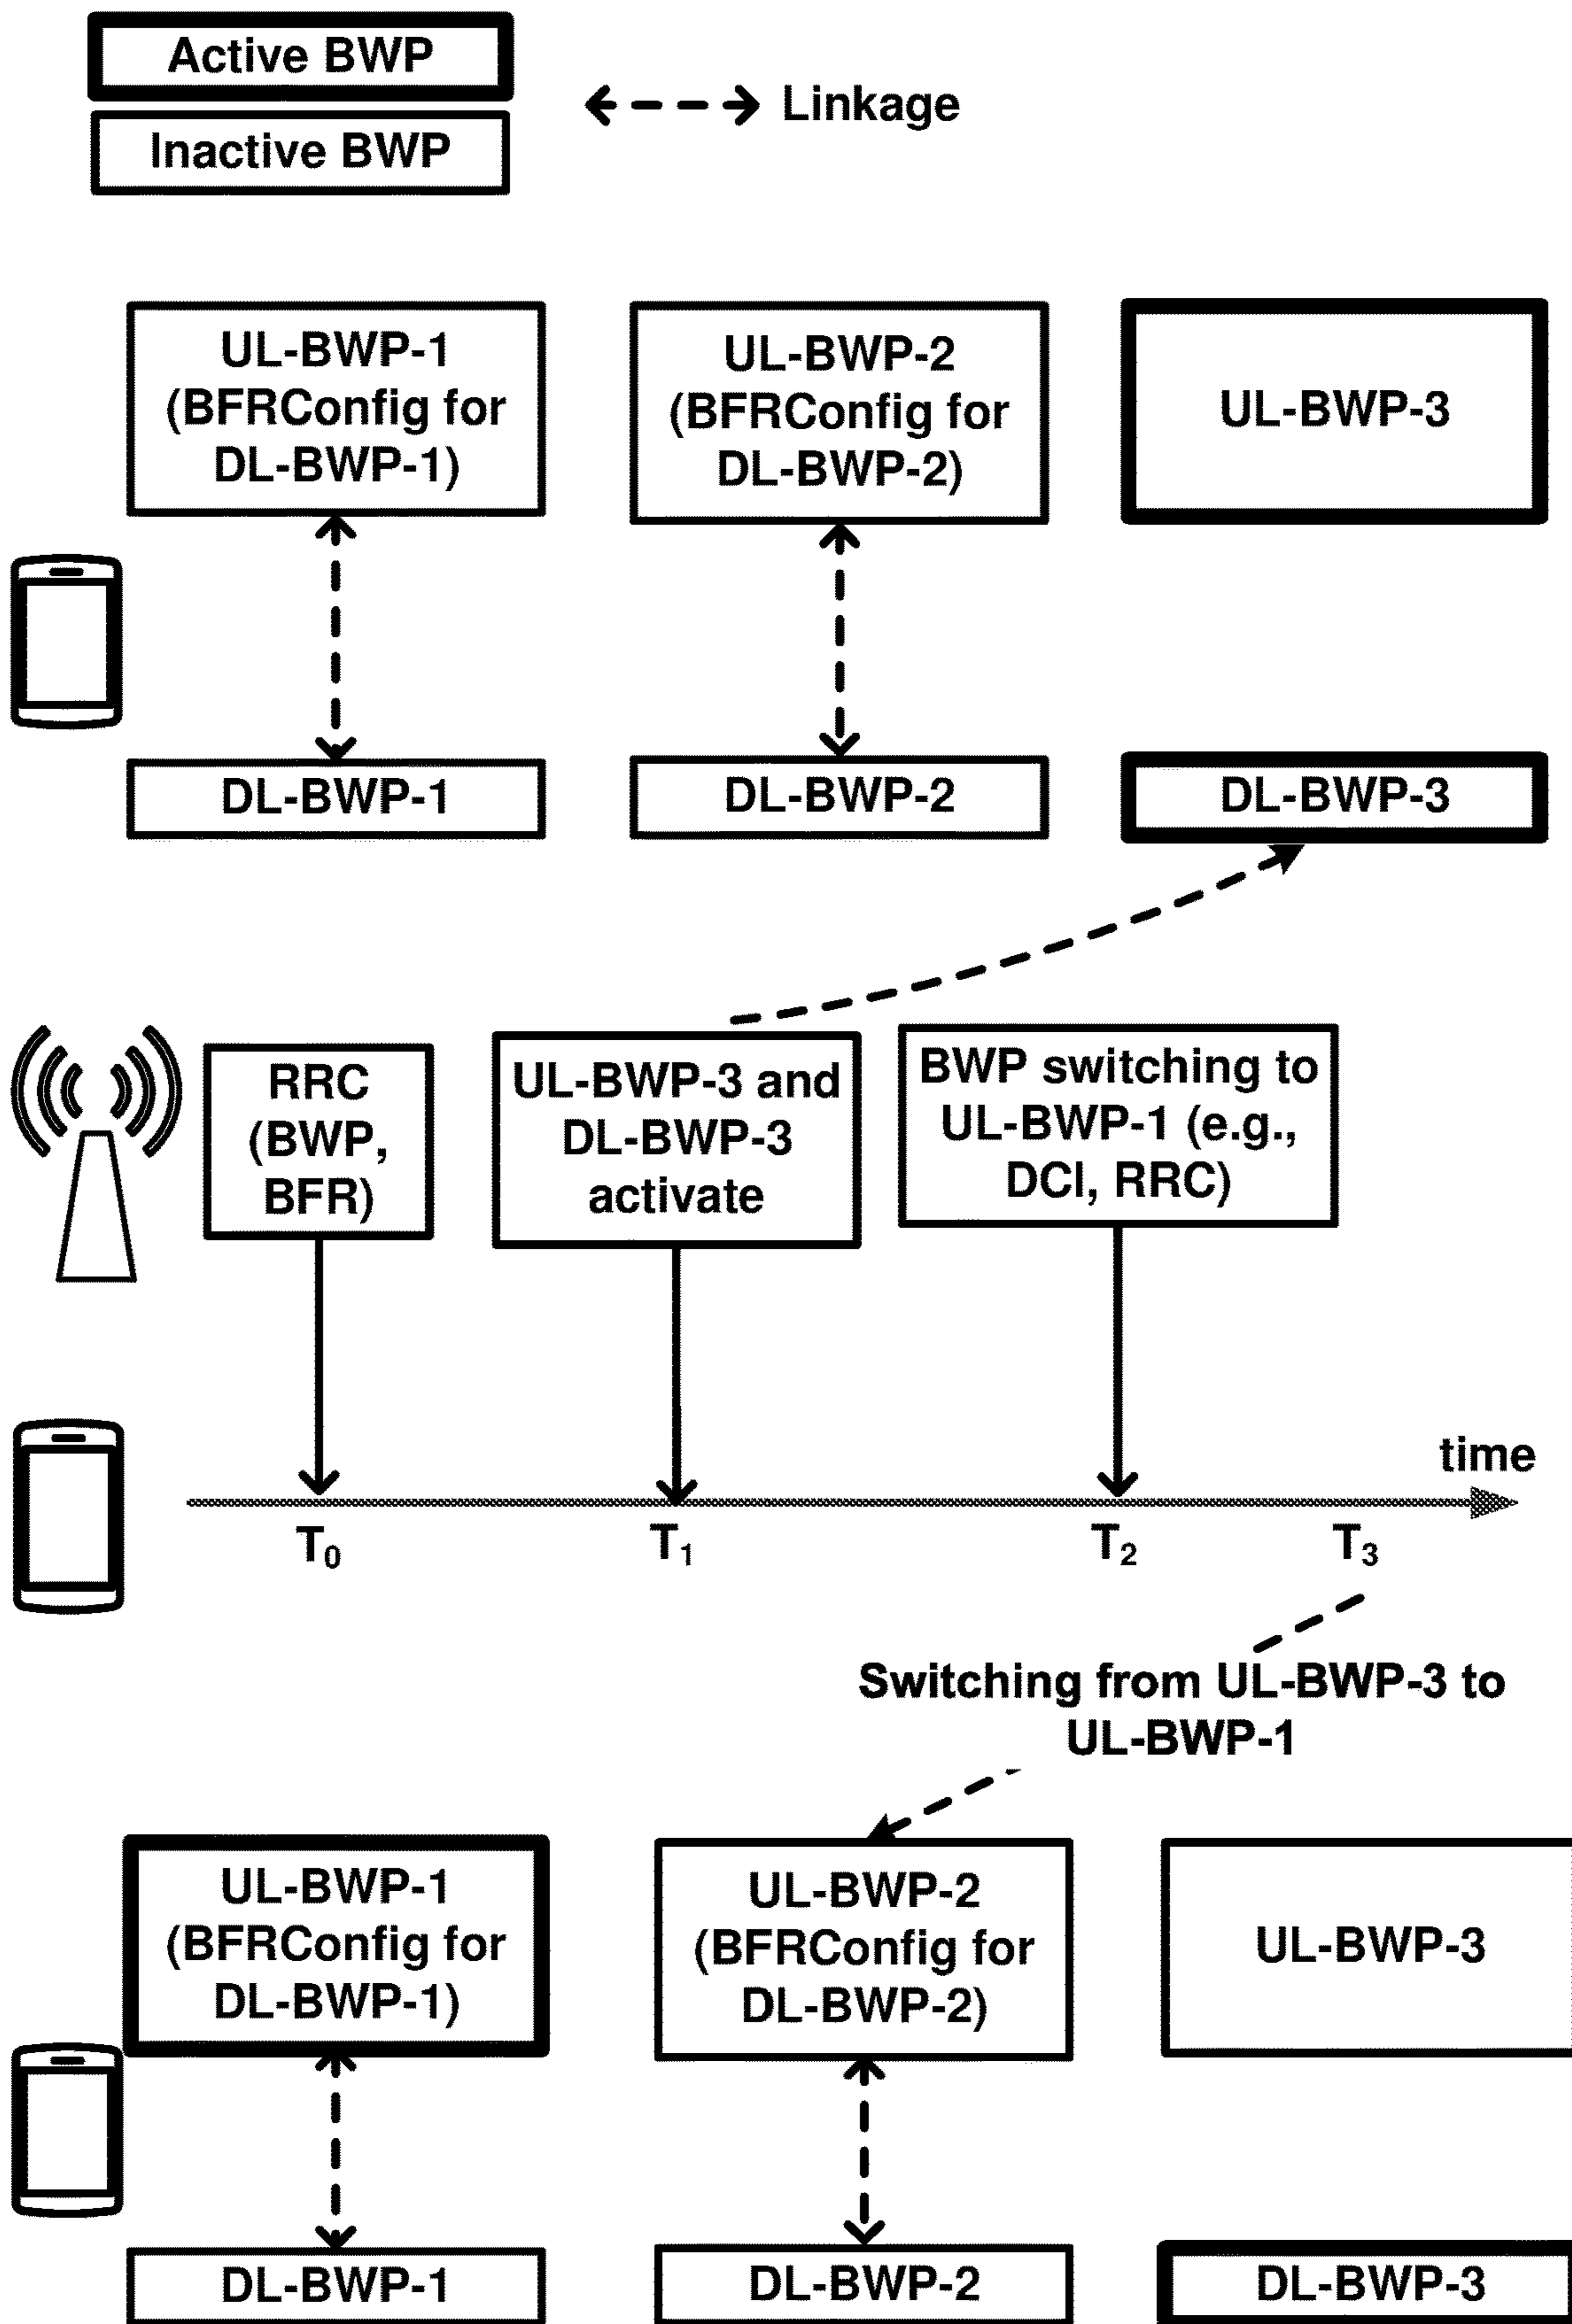 Active BWP
Inactive BWP
Linkage
UL-BWP-1
(BFRConfig for
DL-BWP-1)
UL-BWP-2
(BFRConfig for
DL-BWP-2)
UL-BWP-3
DL-BWP-1
DL-BWP-2
DL-BWP-3
RRC
(BWP,
BFR)
UL-BWP-3 and
DL-BWP-3
activate
BWP switching to
UL-BWP-1 (e.g.,
DCI, RRC)
time
T0
T1
T2
T3
Switching from UL-BWP-3 to
UL-BWP-1
UL-BWP-1
(BFRConfig for
DL-BWP-1)
UL-BWP-2
(BFRConfig for
DL-BWP-2)
UL-BWP-3
DL-BWP-1
DL-BWP-2
DL-BWP-3